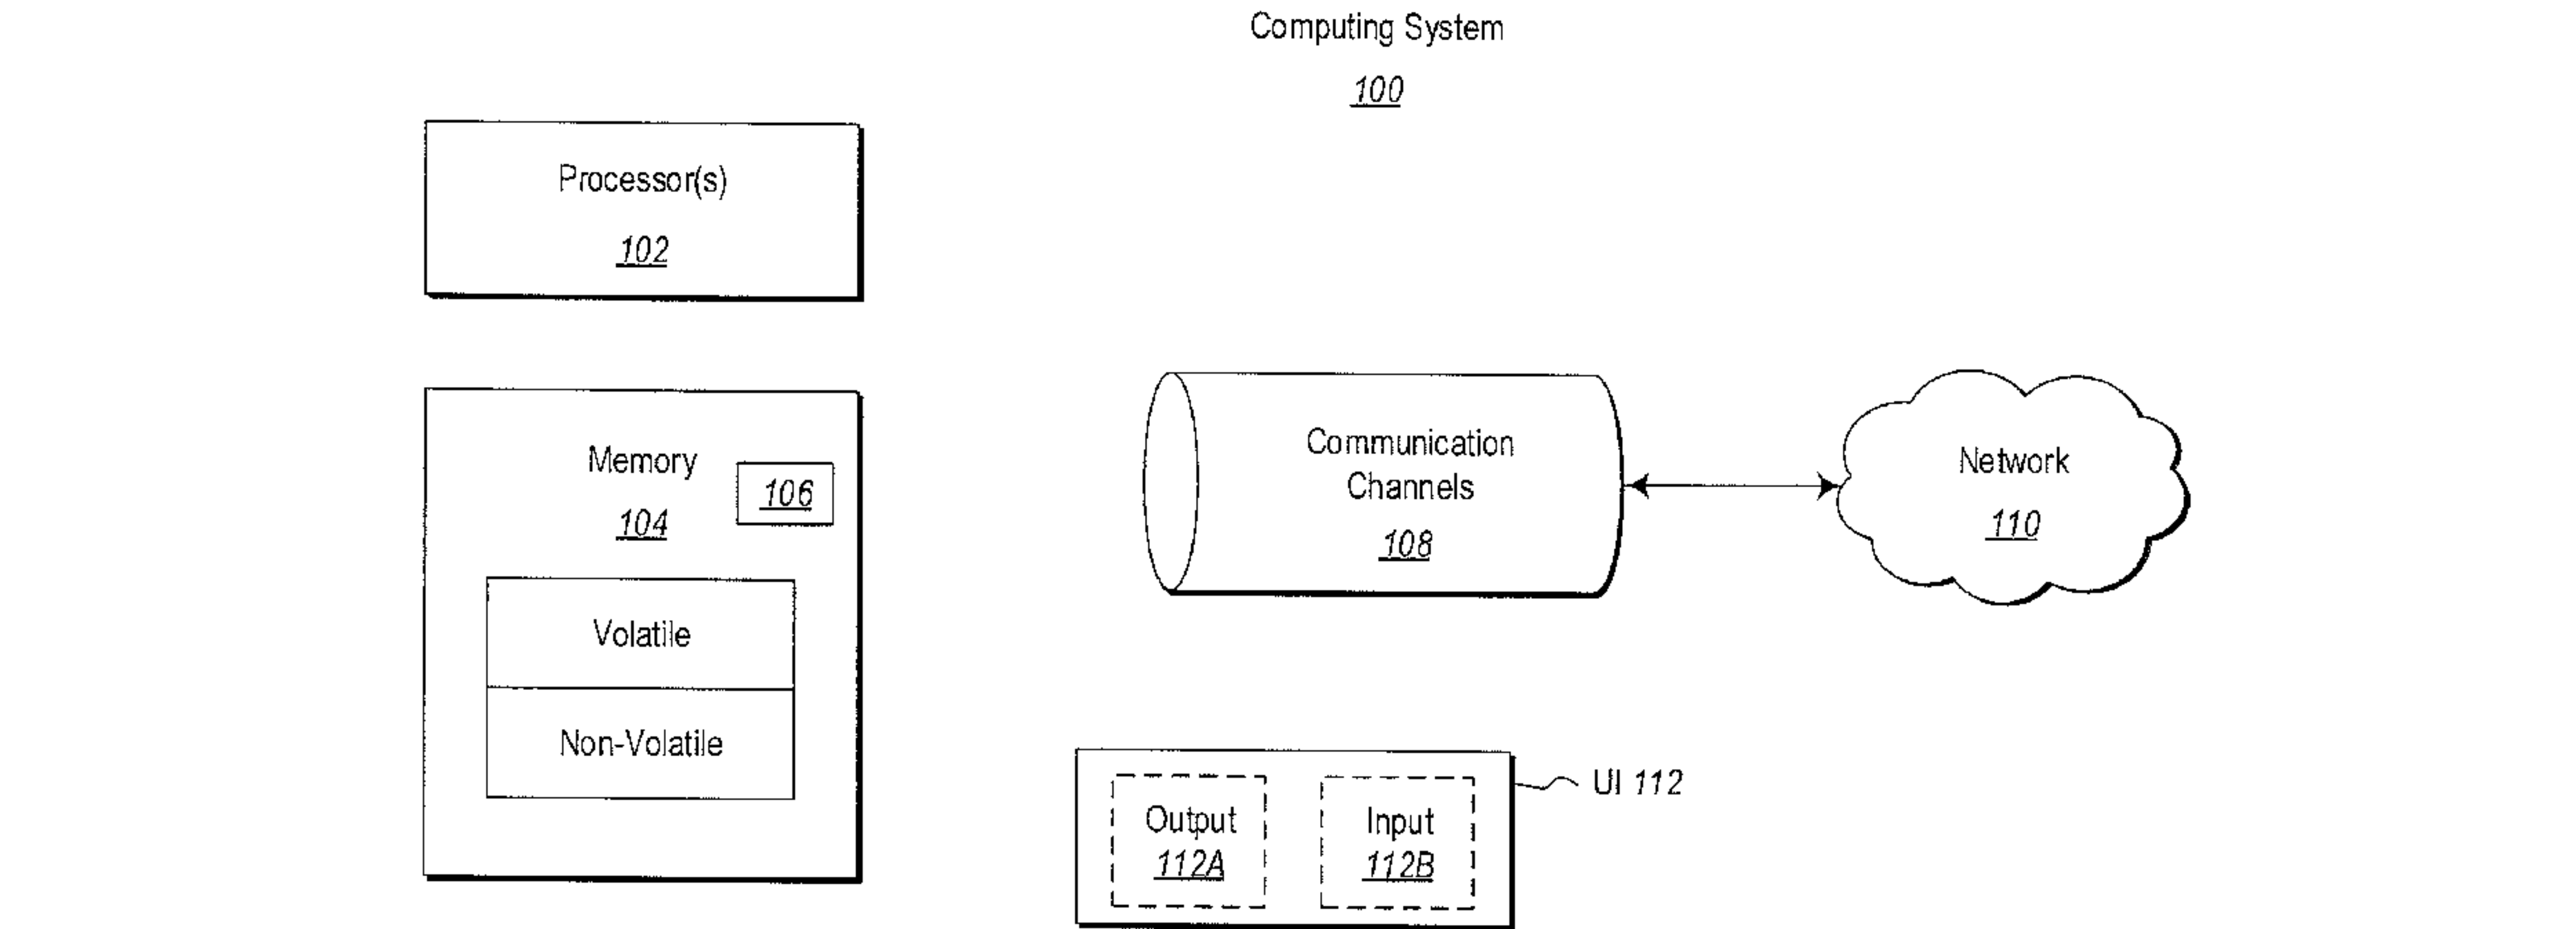 Computing System
100
Processor(s)
102
Memory
104
106
Volatile
Non-Volatile
Communication
Channels
108
Network
110
UI 112
Output
112A
Input
112B